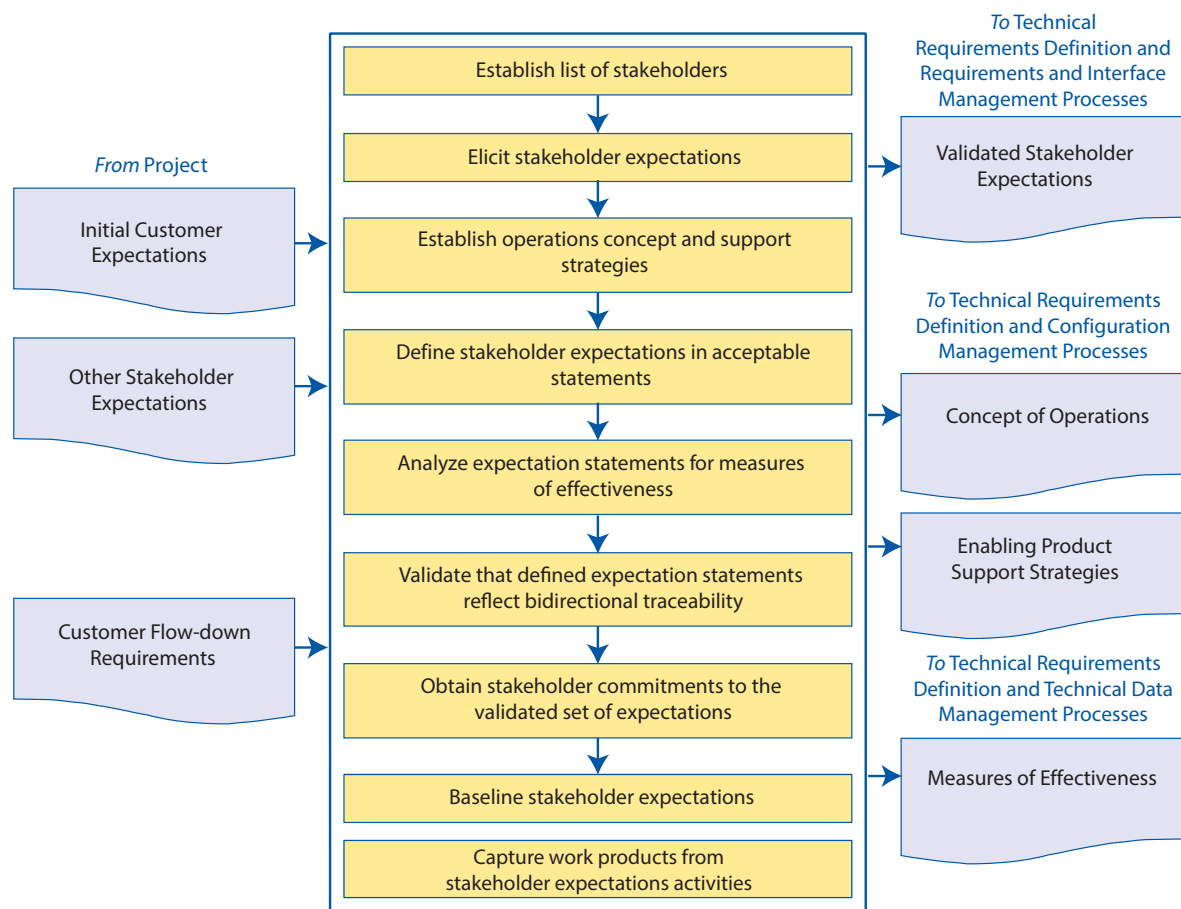 From Project
Initial Customer
Expectations
Other Stakeholder
Expectations
Customer Flow-down
Requirements
Establish list of stakeholders
Elicit stakeholder expectations
Establish operations concept and support
strategies
Define stakeholder expectations in acceptable
statements
Analyze expectation statements for measures
of effectiveness
Validate that defined expectation statements
reflect bidirectional traceability
Obtain stakeholder commitments to the
validated set of expectations
Baseline stakeholder expectations
Capture work products from
stakeholder expectations activities
To Technical
Requirements Definition and
Requirements and Interface
Management Processes
Validated Stakeholder
Expectations
To Technical Requirements
Definition and Configuration
Management Processes
Concept of Operations
Enabling Product
Support Strategies
To Technical Requirements
Definition and Technical Data
Management Processes
Measures of Effectiveness